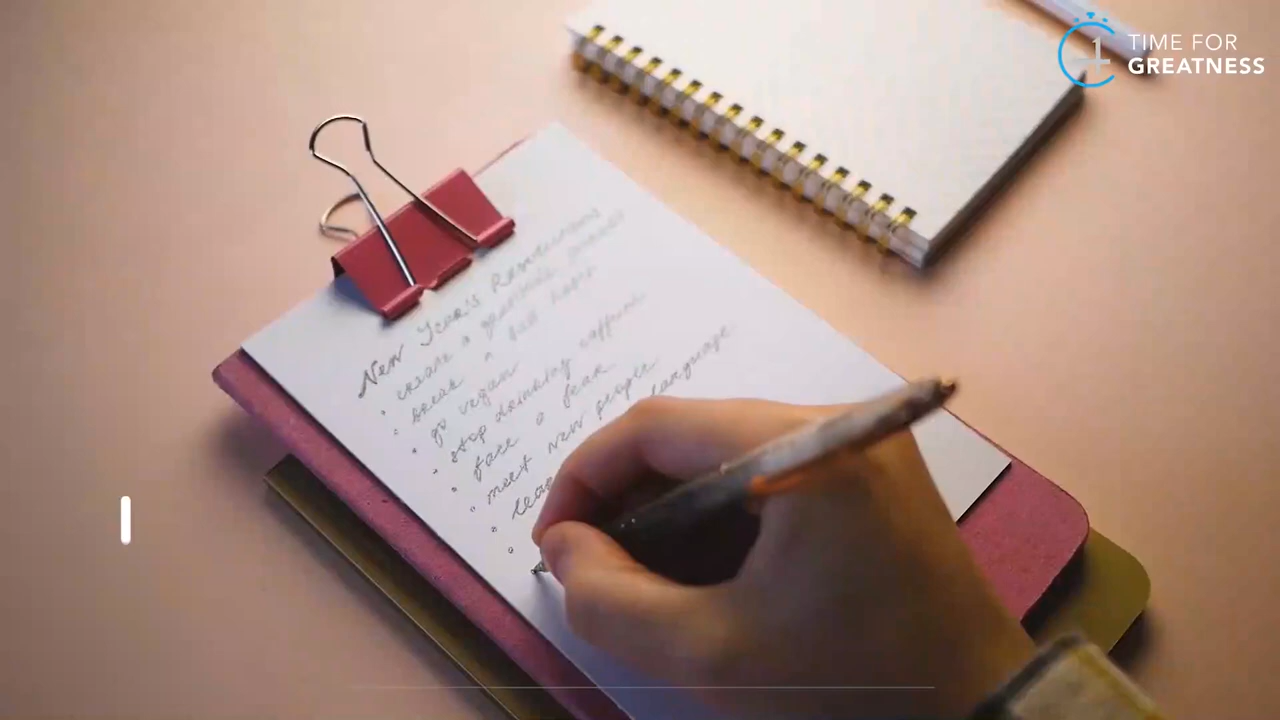 TIME FOR
GREATNESS
New Year's Resolutions
• create a gratitude journal
• break a bad habit
• go vegan
• stop drinking caffeine
• face a fear
• meet new people
language